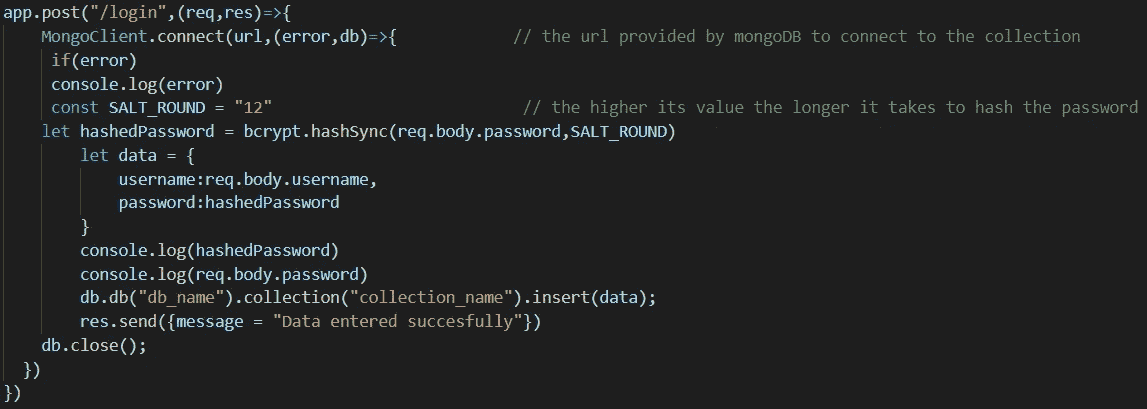 app.post("/login",(req,res)=>{
MongoClient.connect(url,(error,db)=>{ // the url provided by mongoDB to connect to the collection
if(error)
console.log(error)
const SALT_ROUND = "12" // the higher its value the longer it takes to hash the password
let hashedPassword = bcrypt.hashSync(req.body.password,SALT_ROUND)
let data = {
username:req.body.username,
password:hashedPassword
}
console.log(hashedPassword)
console.log(req.body.password)
db.db("db_name").collection("collection_name").insert(data);
res.send({message = "Data entered succesfully"})
db.close();
})
})